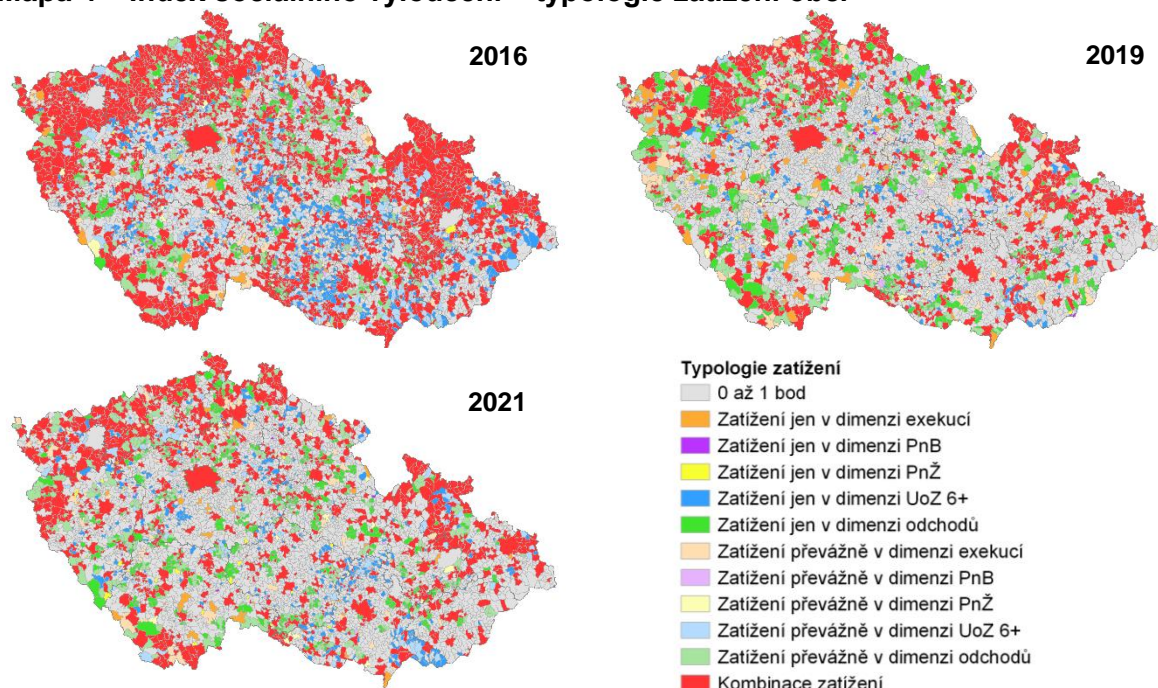 Index sociálního vyloučení – typologie zatížení obcí
2016
2019
2021
Typologie zatížení
0 až 1 bod
Zatížení jen v dimenzi exekucí
Zatížení jen v dimenzi PnB
Zatížení jen v dimenzi PnŽ
Zatížení jen v dimenzi UoZ 6+
Zatížení jen v dimenzi odchodů
Zatížení převážně v dimenzi exekucí
Zatížení převážně v dimenzi PnB
Zatížení převážně v dimenzi PnŽ
Zatížení převážně v dimenzi UoZ 6+
Zatížení převážně v dimenzi odchodů
Kombinace zatížení